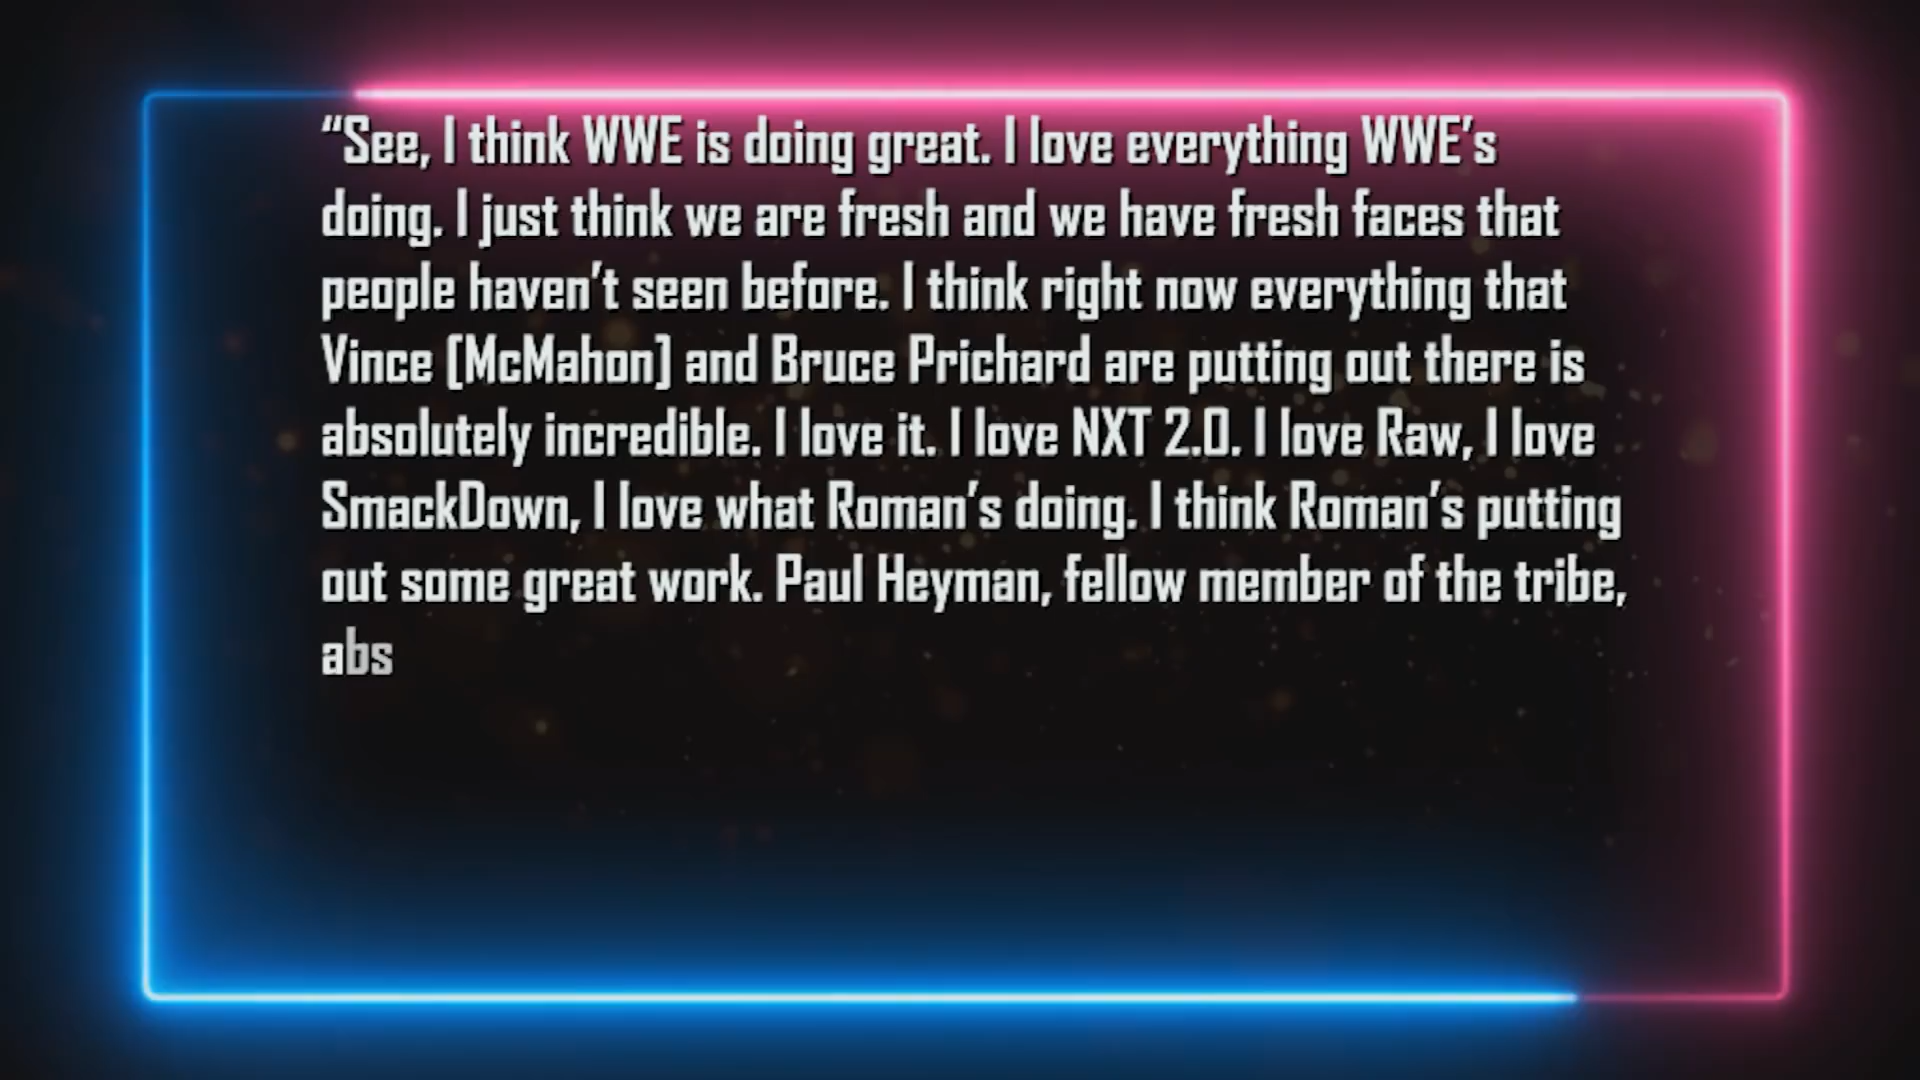 “See, I think WWE is doing great. I love everything WWE’s
doing. I just think we are fresh and we have fresh faces that
people haven’t seen before. I think right now everything that
Vince [McMahon] and Bruce Prichard are putting out there is
absolutely incredible. I love it. I love NXT 2.0. I love Raw, I love
SmackDown, I love what Roman’s doing. I think Roman’s putting
out some great work. Paul Heyman, fellow member of the tribe,
abs